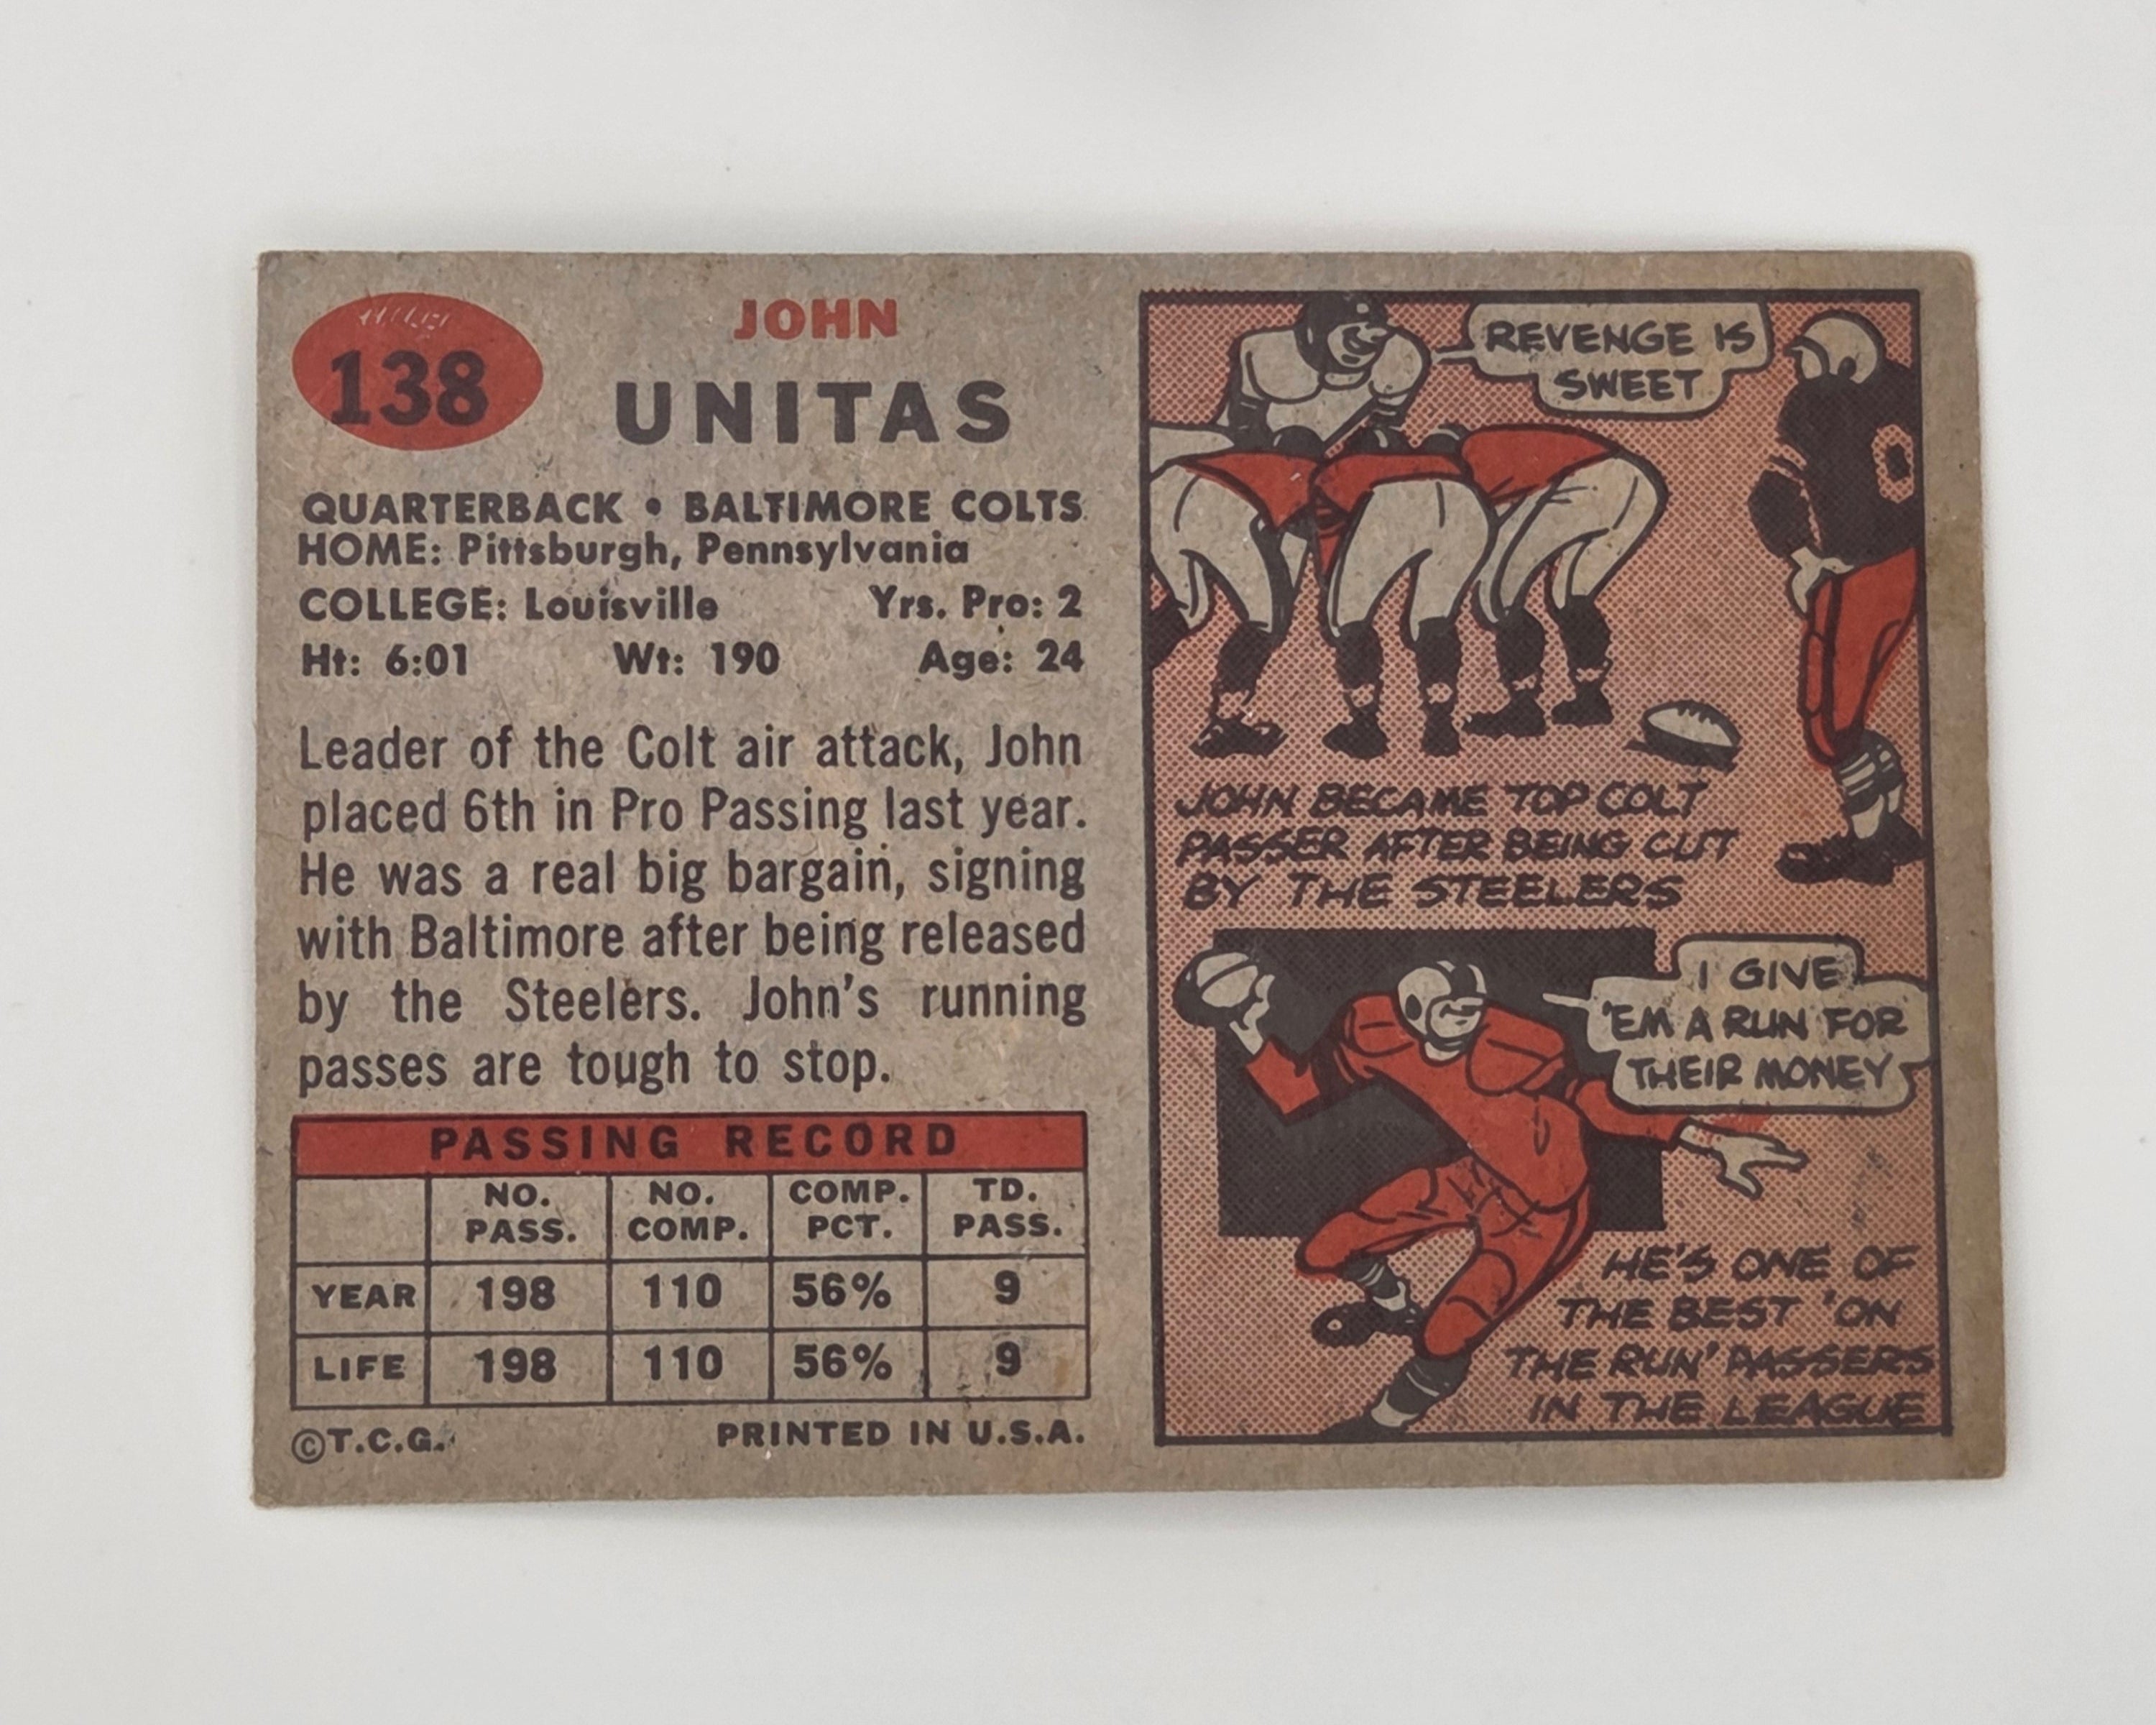 138
JOHN
UNITAS
QUARTERBACK • BALTIMORE COLTS
HOME: Pittsburgh, Pennsylvania
COLLEGE: Louisville Yrs. Pro: 2
Ht: 6:01 Wt: 190 Age: 24
Leader of the Colt air attack, John
placed 6th in Pro Passing last year.
He was a real big bargain, signing
with Baltimore after being released
by the Steelers. John's running
passes are tough to stop.
PASSING RECORD
NO. PASS. NO. COMP. COMP. PCT. TD. PASS.
YEAR 198 110 56% 9
LIFE 198 110 56% 9
©T.C.G. PRINTED IN U.S.A.
REVENGE IS
SWEET
0
JOHN BECAME TOP COLT
PASSER AFTER BEING CUT
BY THE STEELERS
I GIVE
'EM A RUN FOR
THEIR MONEY
HE'S ONE OF
THE BEST 'ON
THE RUN' PASSERS
IN THE LEAGUE